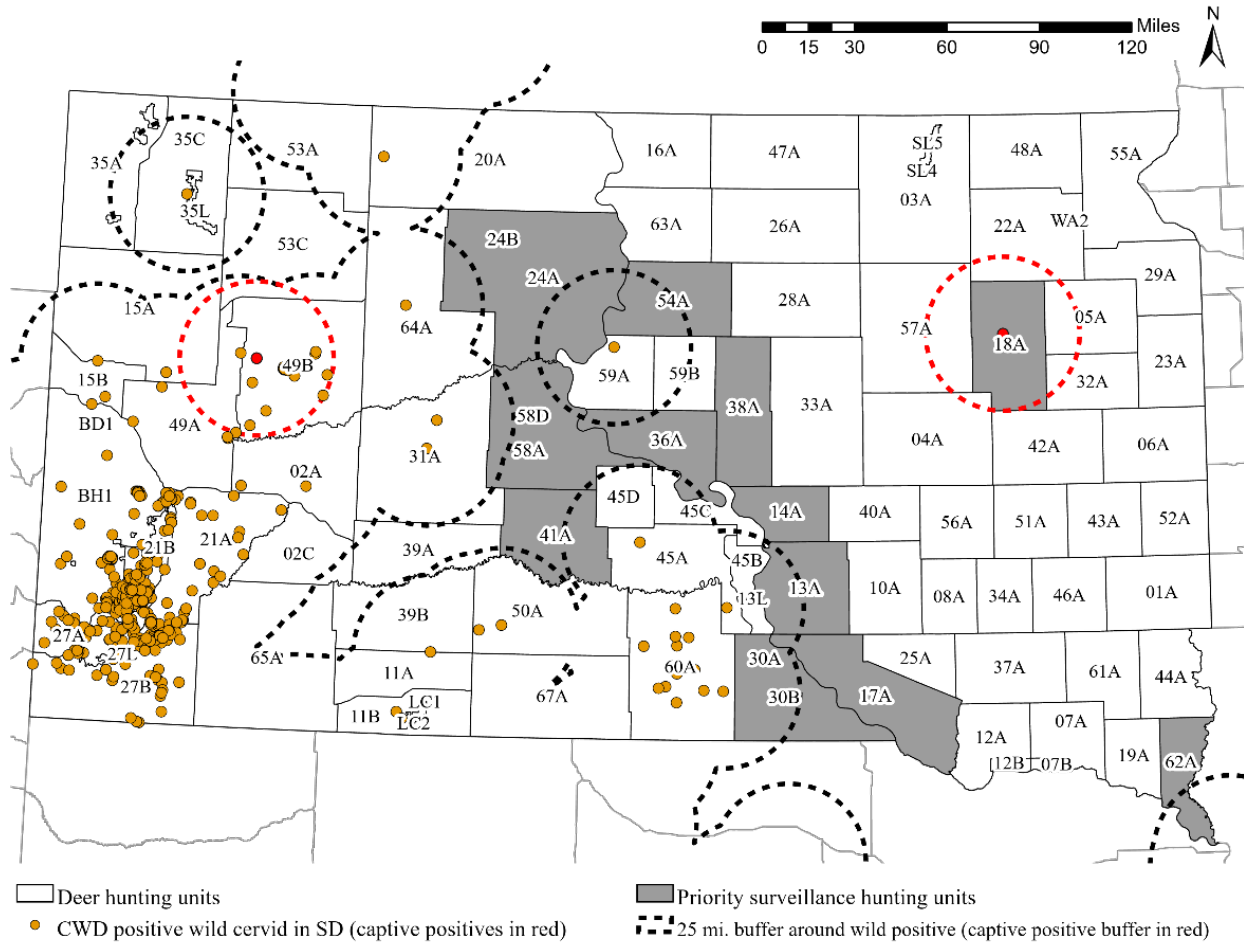 N
Miles
0 15 30 60 90 120
35C
35A
53A
20A
16A
47A
SL5
SL4
48A
55A
35L
03A
53C
24B
63A
26A
22A
WA2
24A
54A
28A
29A
15A
64A
57A
05A
18A
49B
59A
59B
23A
15B
32A
49A
58D
38A
33A
BD1
36A
58A
04A
42A
06A
31A
02A
BH1
45D
45C
14A
40A
56A
51A
43A
52A
21B
21A
02C
39A
41A
45A
45B
13L
13A
10A
08A
34A
46A
01A
39B
50A
27A
27L
65A
11A
60A
30A
25A
37A
61A
44A
27B
67A
30B
17A
LC1
11B
LC2
12A
07A
12B
07B
19A
62A
Deer hunting units
Priority surveillance hunting units
CWD positive wild cervid in SD (captive positives in red)
25 mi. buffer around wild positive (captive positive buffer in red)